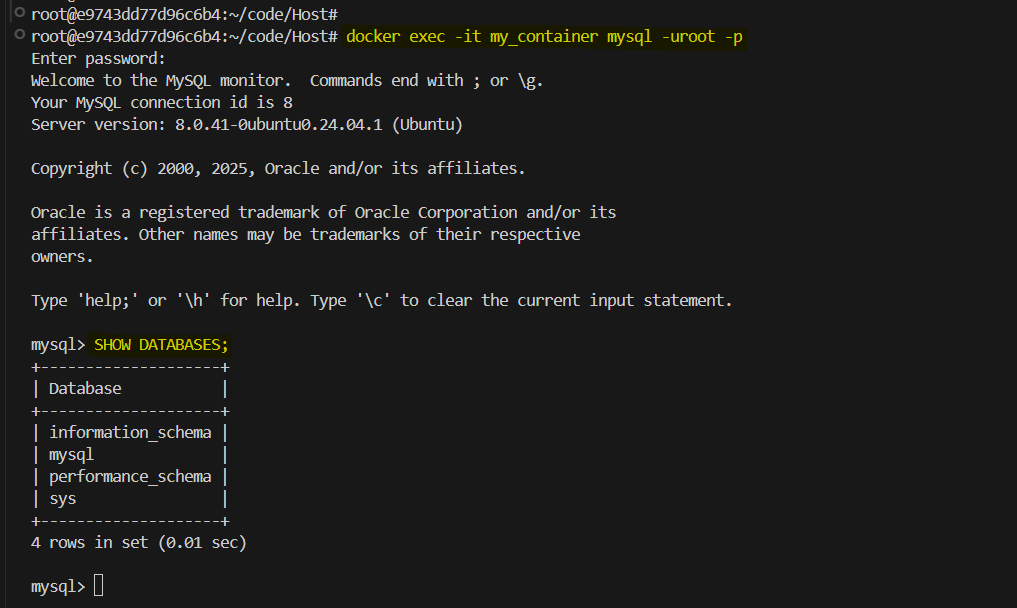 root@e9743dd77d96c6b4:~/code/Host#
root@e9743dd77d96c6b4:~/code/Host# docker exec -it my_container mysql -uroot -p
Enter password:
Welcome to the MySQL monitor.  Commands end with ; or \g.
Your MySQL connection id is 8
Server version: 8.0.41-0ubuntu0.24.04.1 (Ubuntu)
Copyright (c) 2000, 2025, Oracle and/or its affiliates.
Oracle is a registered trademark of Oracle Corporation and/or its
affiliates. Other names may be trademarks of their respective
owners.
Type 'help;' or '\h' for help. Type '\c' to clear the current input statement.
mysql> SHOW DATABASES;
+--------------------+
| Database           |
+--------------------+
| information_schema |
| mysql              |
| performance_schema |
| sys                |
+--------------------+
4 rows in set (0.01 sec)
mysql>